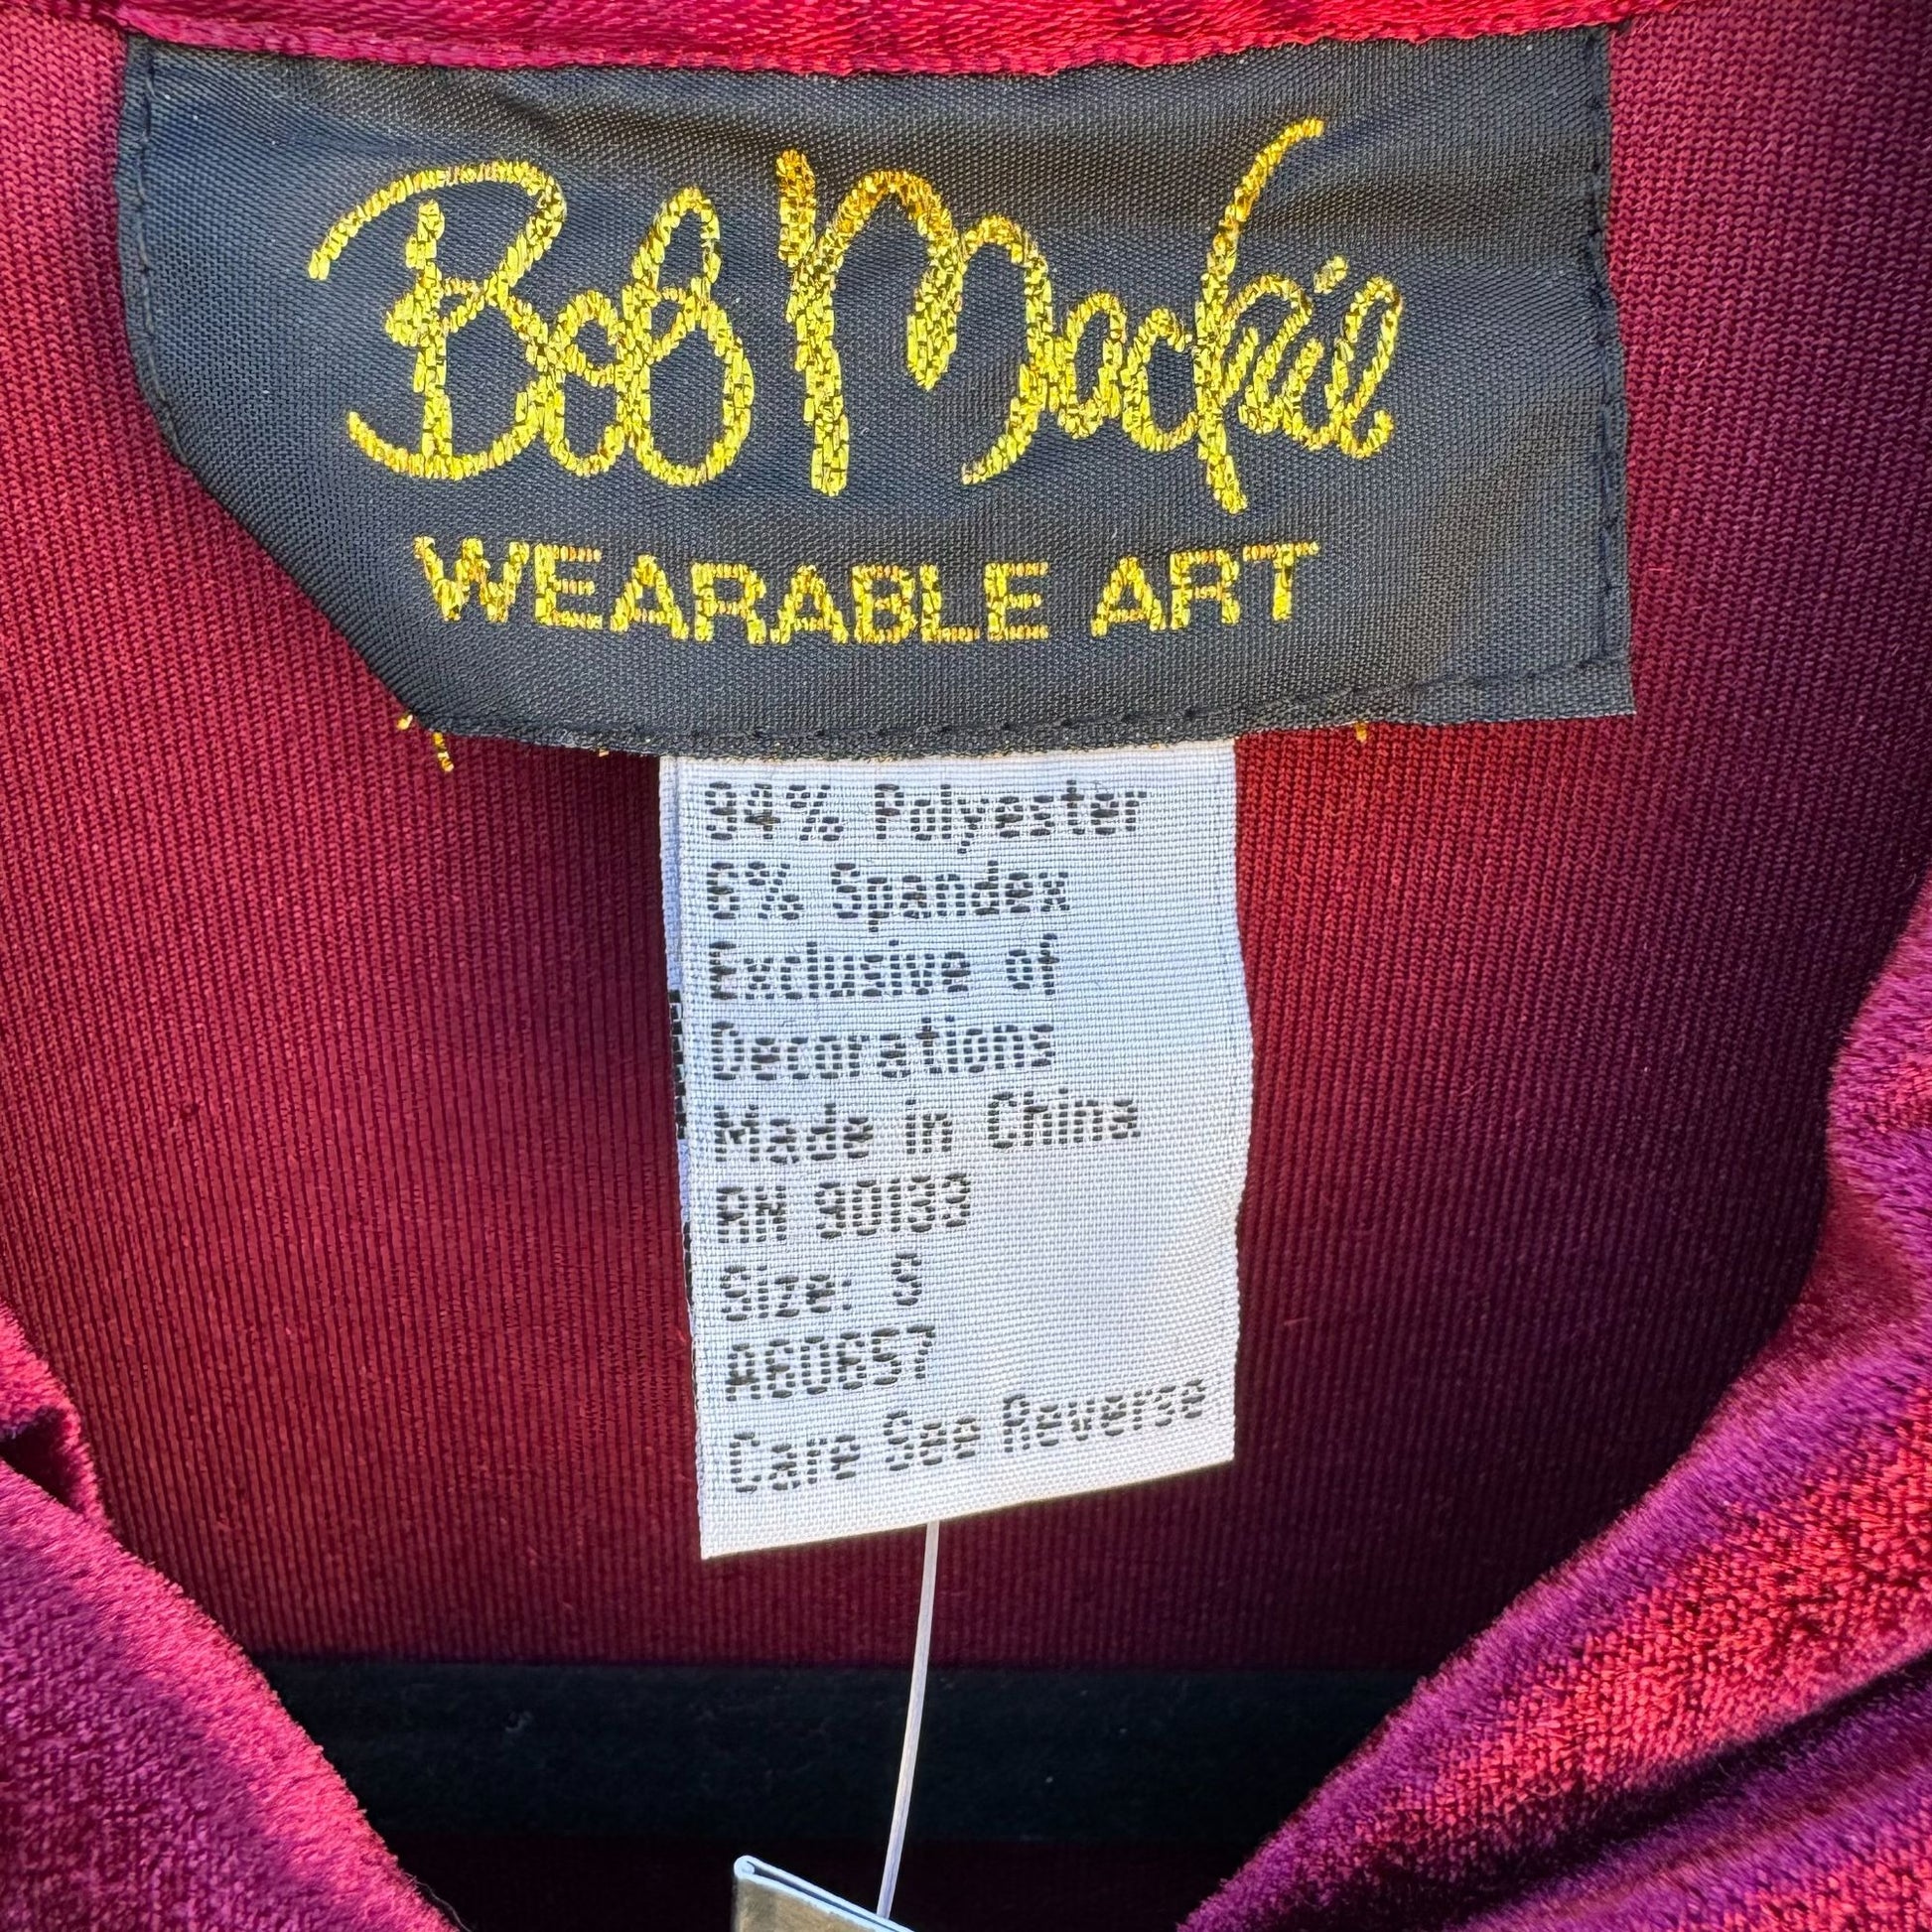 Bob Mackie
WEARABLE ART
94% Polyester
6% Spandex
Exclusive of
Decorations
Made in China
RN 90133
Size: S
A60657
Care See Reverse